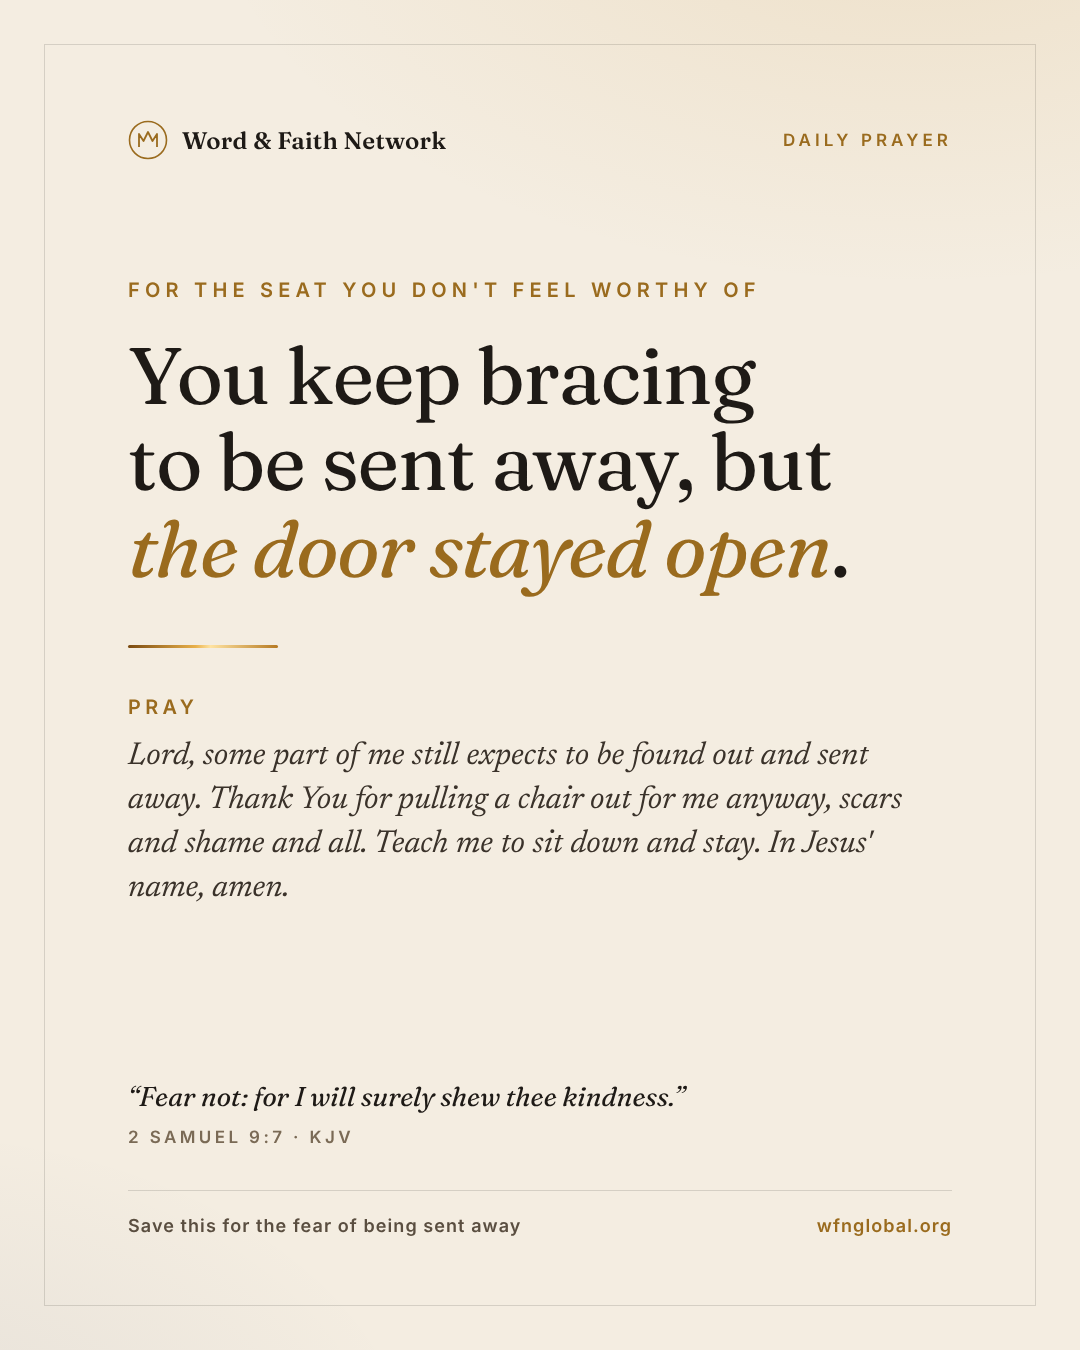 Word & Faith Network
DAILY PRAYER
FOR THE SEAT YOU DON'T FEEL WORTHY OF
You keep bracing
to be sent away, but
the door stayed open.
PRAY
Lord, some part of me still expects to be found out and sent
away. Thank You for pulling a chair out for me anyway, scars
and shame and all. Teach me to sit down and stay. In Jesus'
name, amen.
“Fear not: for I will surely shew thee kindness.”
2 SAMUEL 9:7 · KJV
Save this for the fear of being sent away
wfnglobal.org